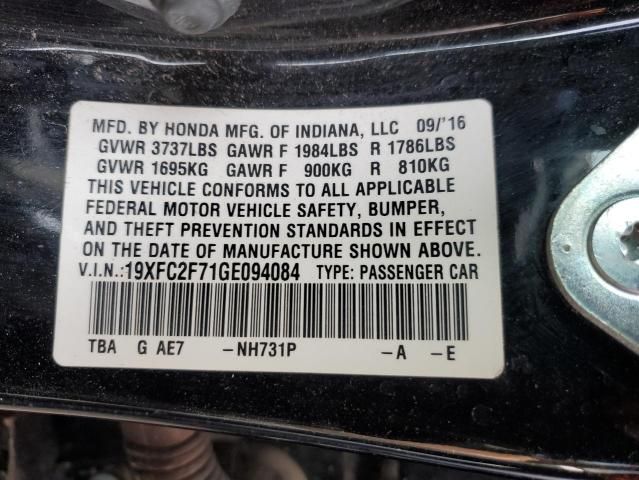 MFD. BY HONDA MFG. OF INDIANA, LLC 09/'16
GVWR 3737LBS GAWR F 1984LBS R 1786LBS
GVWR 1695KG GAWR F 900KG R 810KG
THIS VEHICLE CONFORMS TO ALL APPLICABLE
FEDERAL MOTOR VEHICLE SAFETY, BUMPER,
AND THEFT PREVENTION STANDARDS IN EFFECT
ON THE DATE OF MANUFACTURE SHOWN ABOVE.
V.I.N.:19XFC2F71GE094084 TYPE: PASSENGER CAR
TBA G AE7 -NH731P -A -E